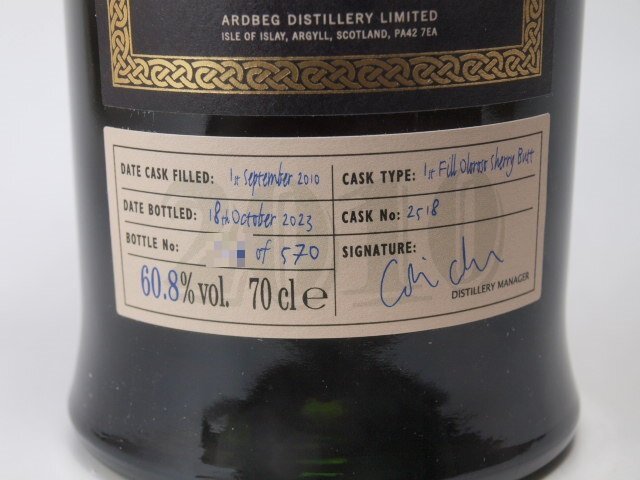 ARDBEG DISTILLERY LIMITED
ISLE OF ISLAY, ARGYLL, SCOTLAND, PA42 7EA
DATE CASK FILLED: 1st September 2010
DATE BOTTLED: 18th October 2023
BOTTLE No: of 570
60.8% vol. 70 cl e
CASK TYPE: 1st Fill Oloroso Sherry Butt
CASK No: 2518
SIGNATURE:
DISTILLERY MANAGER
2010